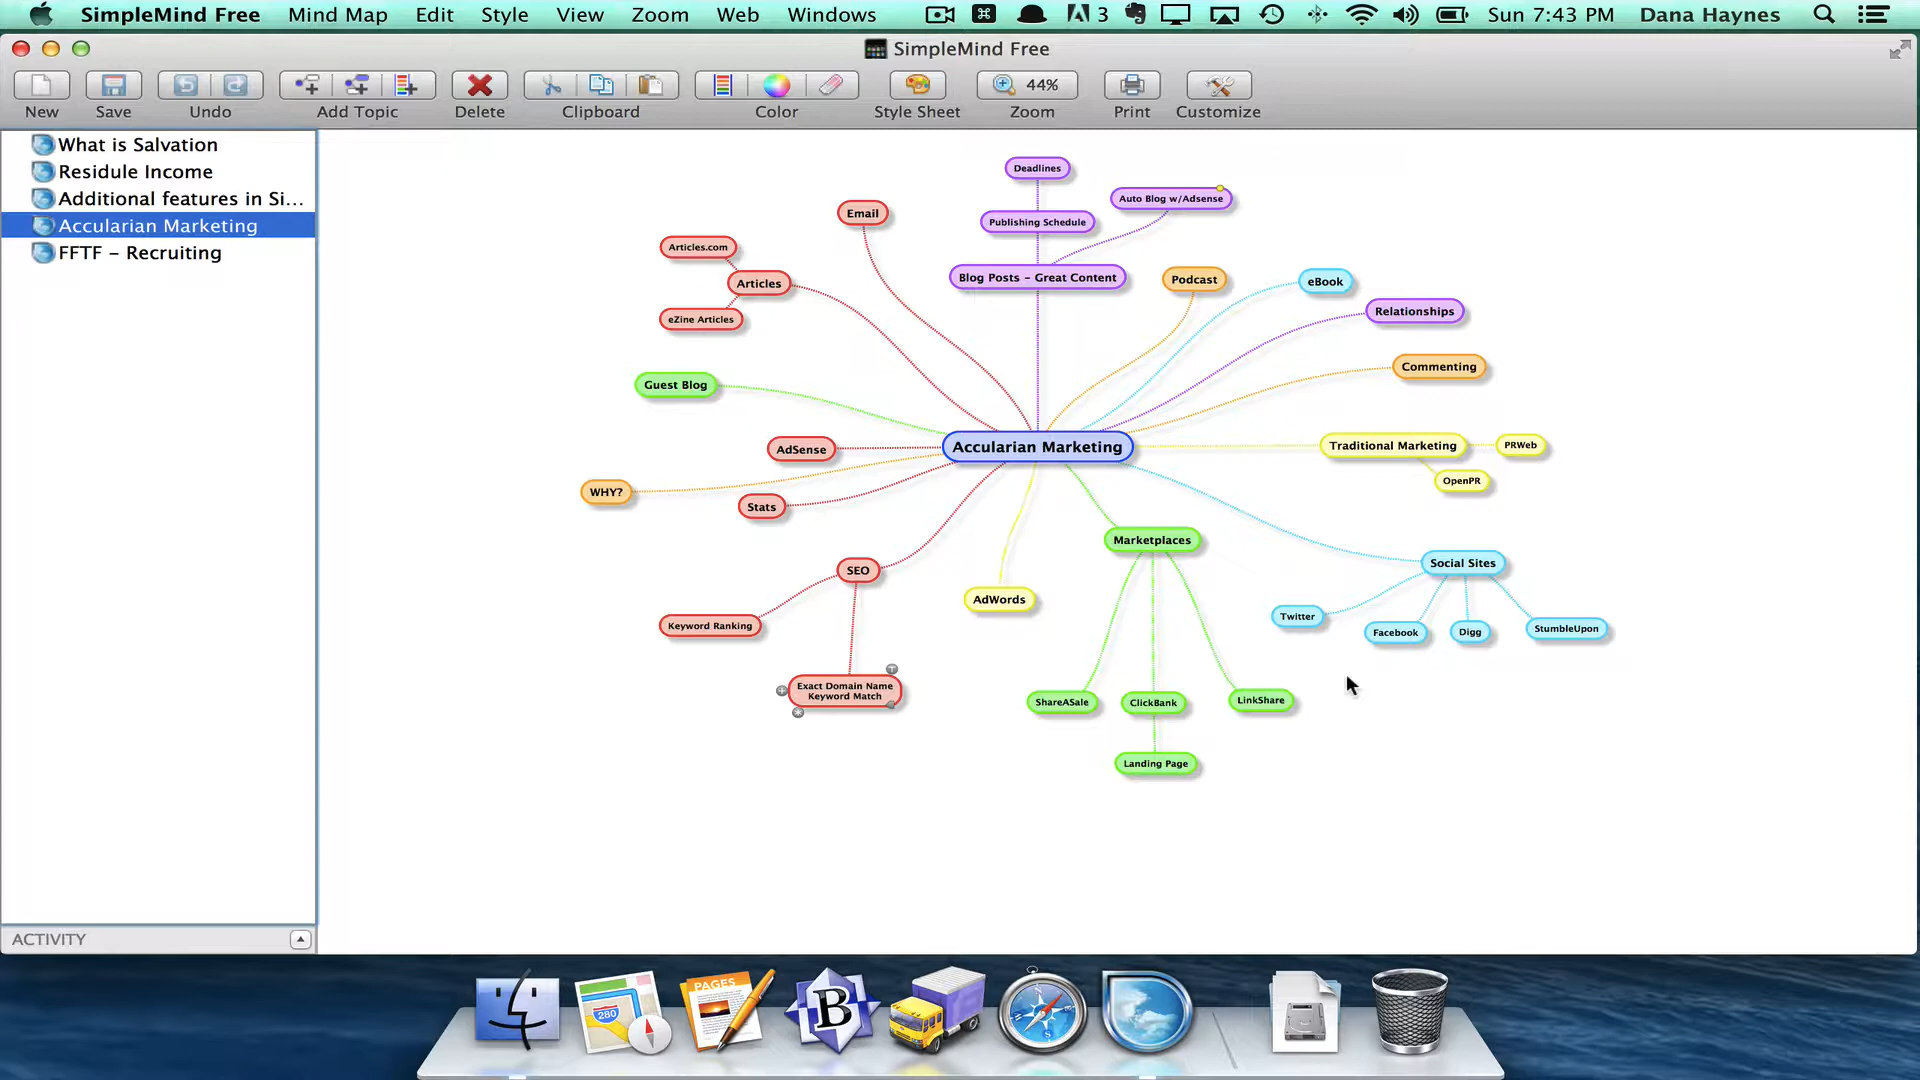 SimpleMind Free Mind Map Edit Style View Zoom Web Windows 3 Sun 7:43 PM Dana Haynes
SimpleMind Free
44%
New Save Undo Add Topic Delete Clipboard Color Style Sheet Zoom Print Customize
What is Salvation
Residule Income
Additional features in Si...
Accularian Marketing
FFTF - Recruiting
ACTIVITY
Deadlines
Auto Blog w/Adsense
Publishing Schedule
Email
Articles.com
Blog Posts - Great Content
Podcast
eBook
Articles
eZine Articles
Relationships
Commenting
Guest Blog
Accularian Marketing
Traditional Marketing
PRWeb
OpenPR
AdSense
WHY?
Stats
Marketplaces
Social Sites
SEO
AdWords
Keyword Ranking
Twitter
Facebook
Digg
StumbleUpon
Exact Domain Name
Keyword Match
ShareASale
ClickBank
LinkShare
Landing Page
PAGES
280
B